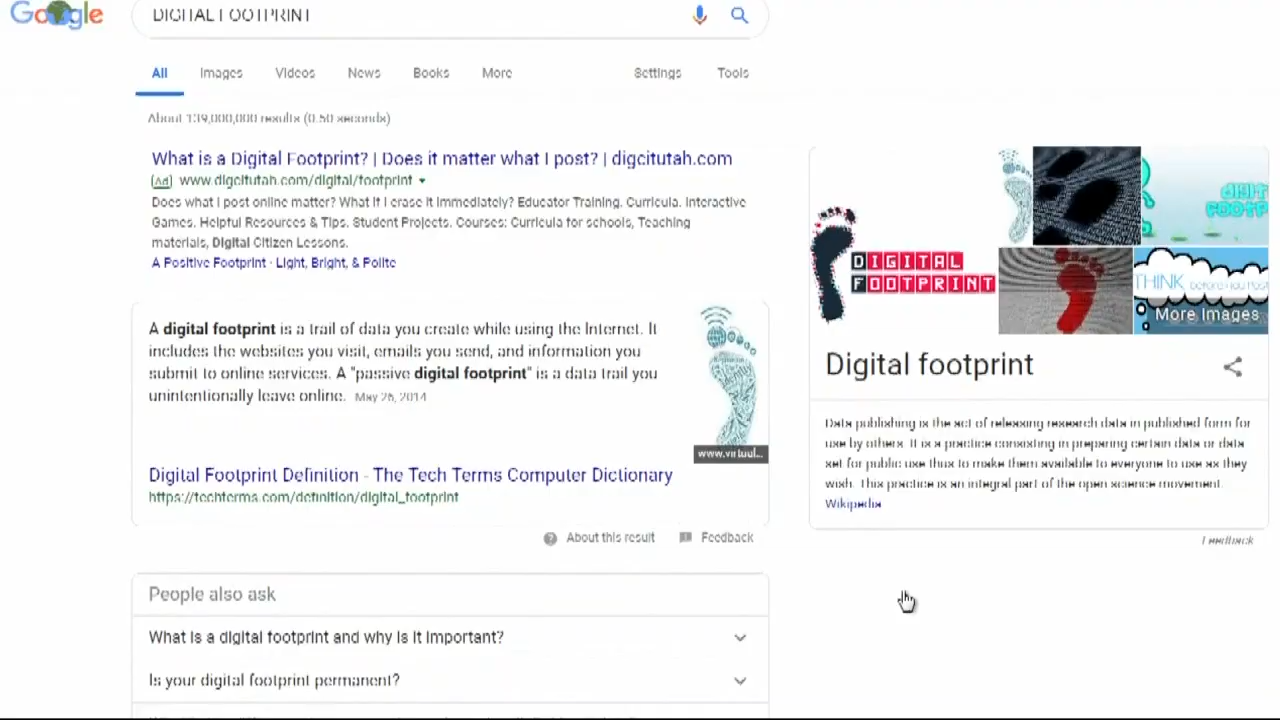 Google
DIGITAL FOOTPRINT
All Images Videos News Books More Settings Tools
About 139,000,000 results (0.50 seconds)
What is a Digital Footprint? | Does it matter what I post? | digcitutah.com
Ad www.digcitutah.com/digital/footprint
Does what I post online matter? What if I erase it immediately? Educator Training. Curricula. Interactive
Games. Helpful Resources & Tips. Student Projects. Courses: Curricula for schools, Teaching
materials, Digital Citizen Lessons.
A Positive Footprint · Light, Bright, & Polite
A digital footprint is a trail of data you create while using the Internet. It
includes the websites you visit, emails you send, and information you
submit to online services. A "passive digital footprint" is a data trail you
unintentionally leave online. May 26, 2014
www.virtual...
Digital Footprint Definition - The Tech Terms Computer Dictionary
https://techterms.com/definition/digital_footprint
About this result Feedback
People also ask
What is a digital footprint and why is it important?
Is your digital footprint permanent?
DIGITAL
FOOTPRINT
DIGIT
FOOTP
THINK before you Post
More Images
Digital footprint
Data publishing is the act of releasing research data in published form for
use by others. It is a practice consisting in preparing certain data or data
set for public use thus to make them available to everyone to use as they
wish. This practice is an integral part of the open science movement.
Wikipedia
Feedback